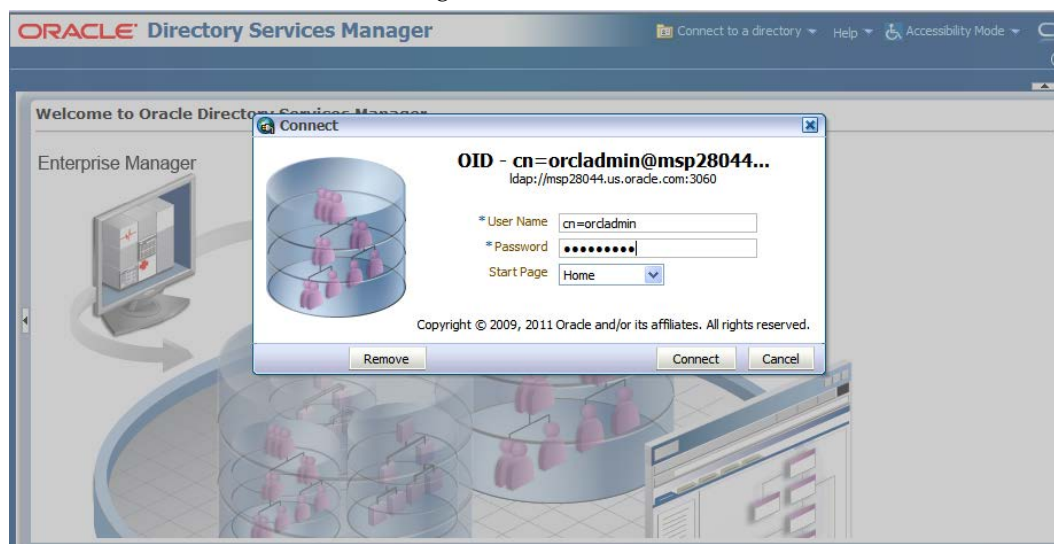 ORACLE Directory Services Manager
Connect to a directory Help Accessibility Mode
Welcome to Oracle Directory Services Manager
Enterprise Manager
Connect
OID - cn=orcladmin@msp28044...
ldap://msp28044.us.oracle.com:3060
*User Name cn=orcladmin
*Password •••••••••
Start Page Home
Copyright © 2009, 2011 Oracle and/or its affiliates. All rights reserved.
Remove Connect Cancel